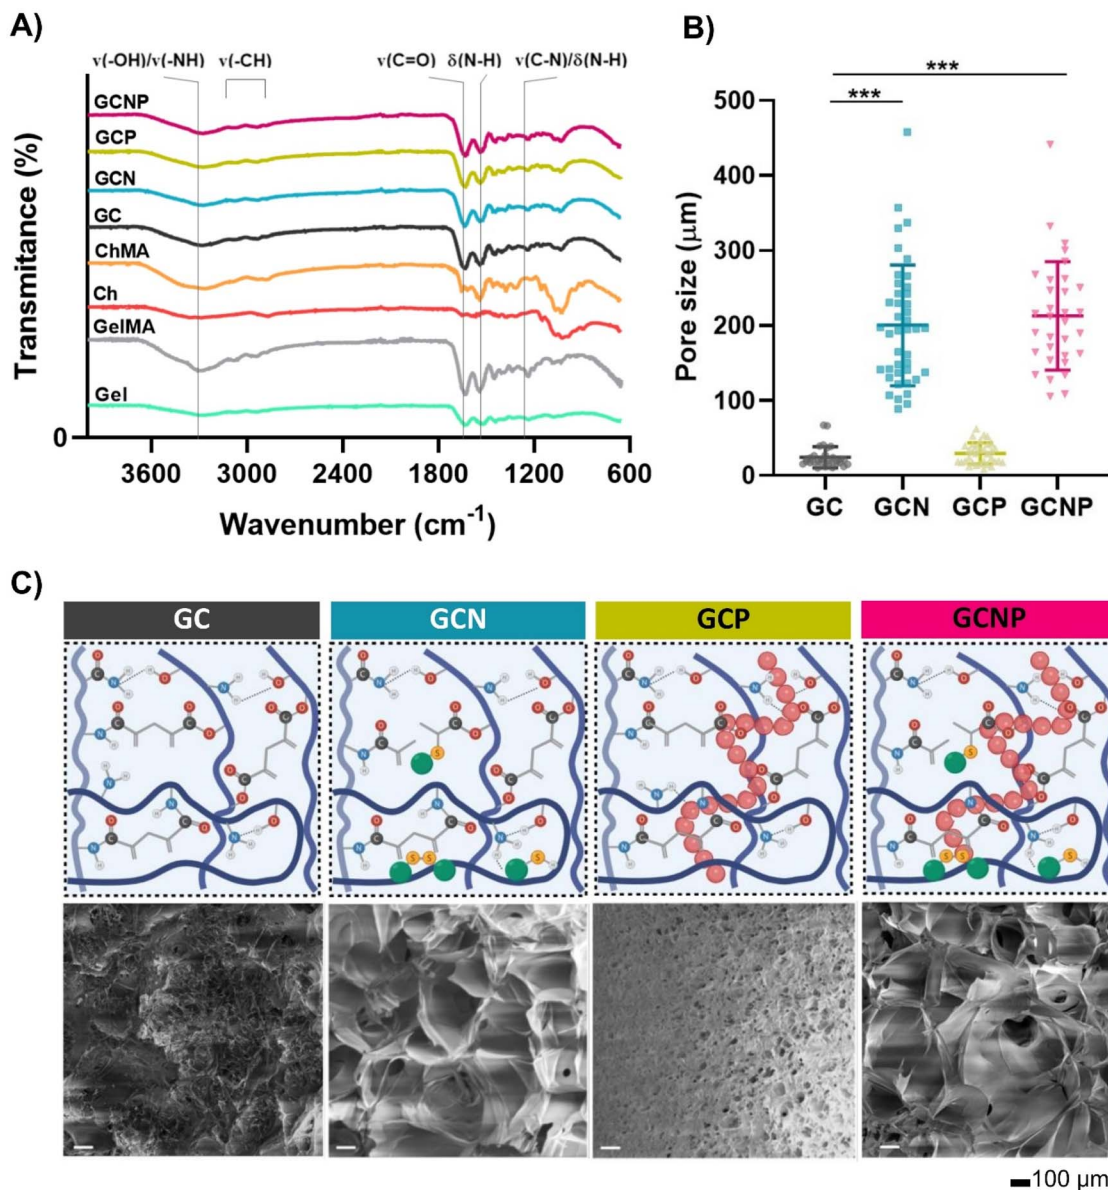 A)
ν(-OH)/ν(-NH) ν(-CH) ν(C=O) δ(N-H) ν(C-N)/δ(N-H)
GCNP
GCP
GCN
GC
ChMA
Ch
GelMA
Gel
Transmitance (%)
0
3600 3000 2400 1800 1200 600
Wavenumber (cm⁻¹)
B)
***
***
500
400
300
200
100
0
Pore size (μm)
GC GCN GCP GCNP
C)
GC GCN GCP GCNP
100 μm